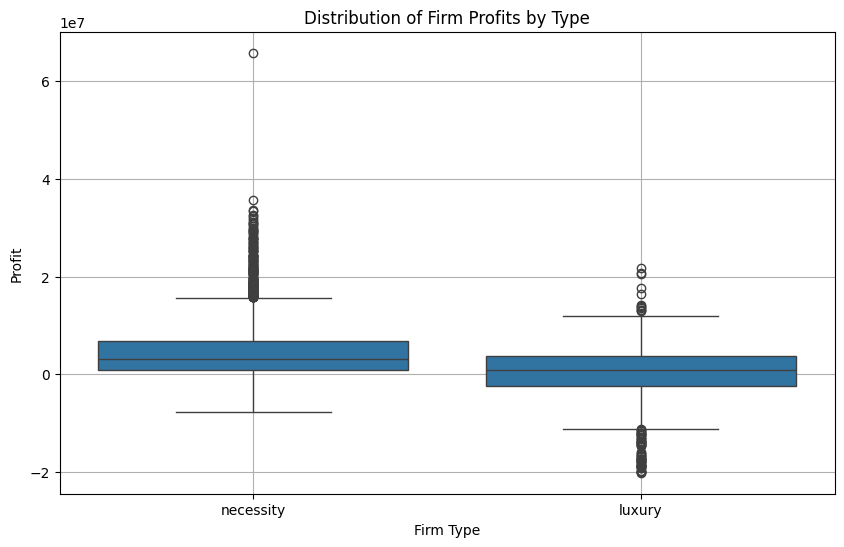 Distribution of Firm Profits by Type
1e7
6
4
2
0
−2
Profit
necessity
luxury
Firm Type